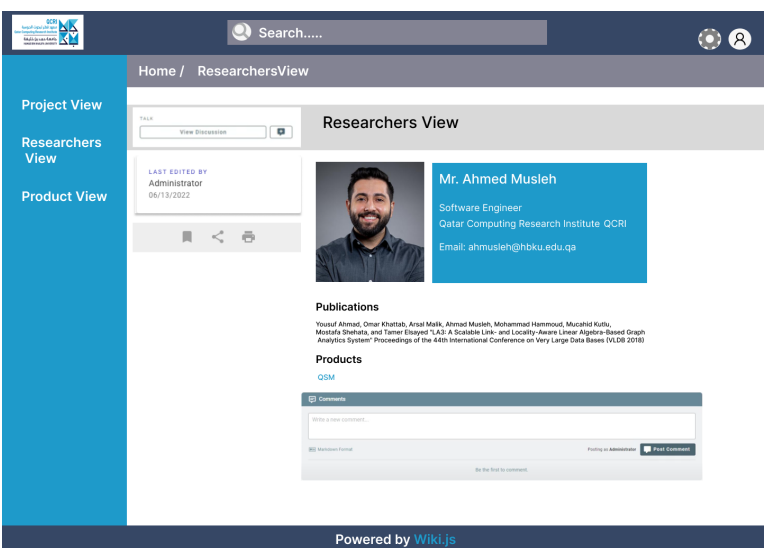 QCRI
Qatar Computing Research Institute
Search.....
Home / ResearchersView
Project View
Researchers
View
Product View
TALK
View Discussion
LAST EDITED BY
Administrator
06/13/2022
Researchers View
Mr. Ahmed Musleh
Software Engineer
Qatar Computing Research Institute QCRI
Email: ahmusleh@hbku.edu.qa
Publications
Yousuf Ahmad, Omar Khattab, Arsal Malik, Ahmad Musleh, Mohammad Hammoud, Mucahid Kutlu,
Mostafa Shehata, and Tamer Elsayed "LA3: A Scalable Link- and Locality-Aware Linear Algebra-Based Graph
Analytics System" Proceedings of the 44th International Conference on Very Large Data Bases (VLDB 2018)
Products
QSM
Comments
Write a new comment...
Markdown Format
Posting as Administrator
Post Comment
Be the first to comment.
Powered by Wiki.js